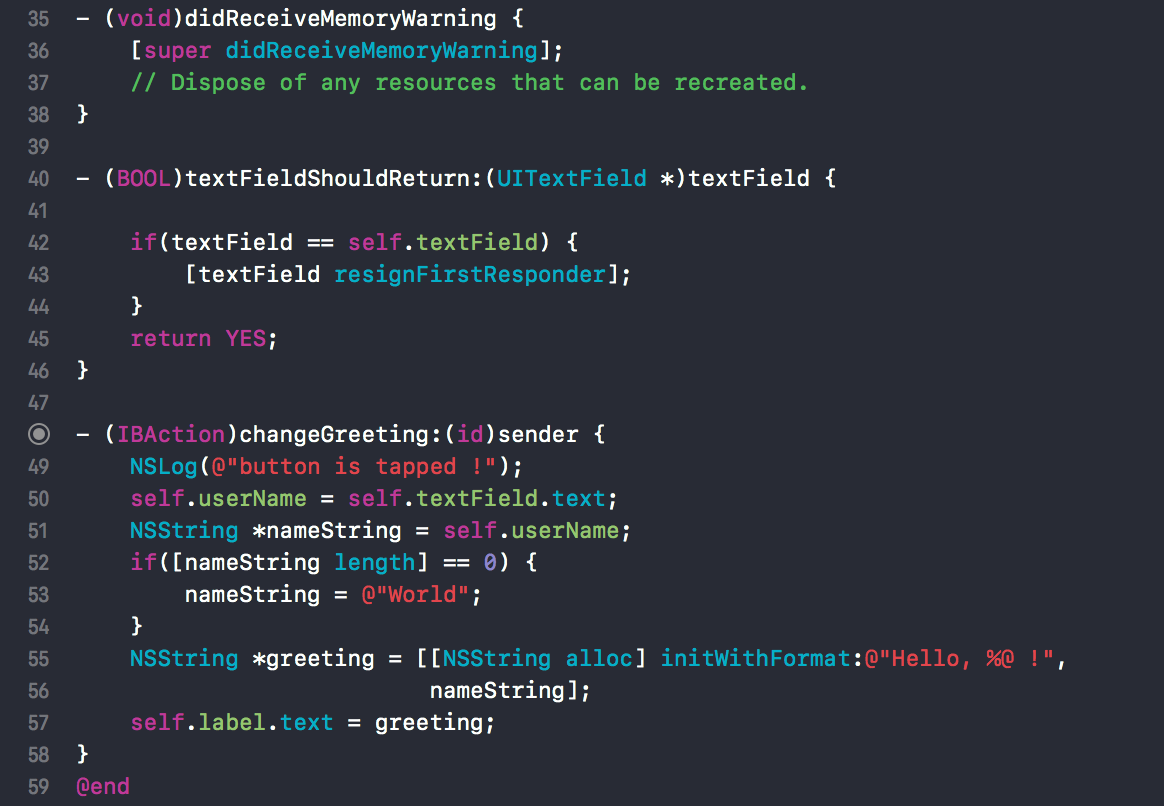 35 - (void)didReceiveMemoryWarning {
36     [super didReceiveMemoryWarning];
37     // Dispose of any resources that can be recreated.
38 }
39
40 - (BOOL)textFieldShouldReturn:(UITextField *)textField {
41
42     if(textField == self.textField) {
43         [textField resignFirstResponder];
44     }
45     return YES;
46 }
47
- (IBAction)changeGreeting:(id)sender {
49     NSLog(@"button is tapped !");
50     self.userName = self.textField.text;
51     NSString *nameString = self.userName;
52     if([nameString length] == 0) {
53         nameString = @"World";
54     }
55     NSString *greeting = [[NSString alloc] initWithFormat:@"Hello, %@ !",
56                           nameString];
57     self.label.text = greeting;
58 }
59 @end